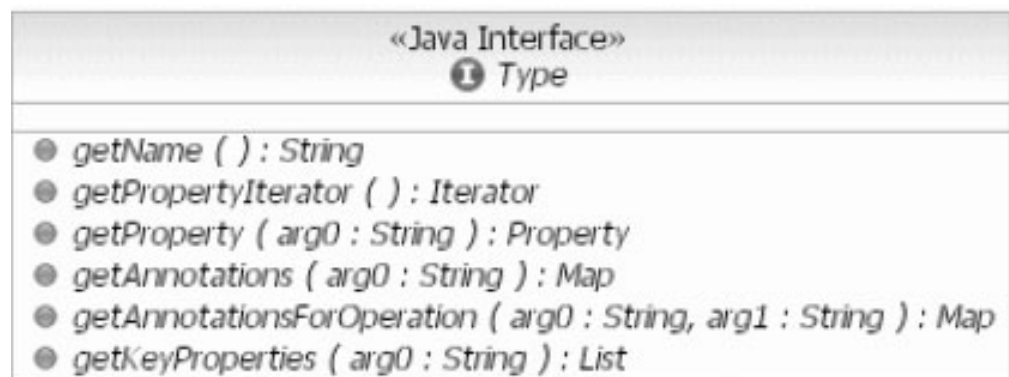 «Java Interface»
I Type
getName ( ) : String
getPropertyIterator ( ) : Iterator
getProperty ( arg0 : String ) : Property
getAnnotations ( arg0 : String ) : Map
getAnnotationsForOperation ( arg0 : String, arg1 : String ) : Map
getKeyProperties ( arg0 : String ) : List